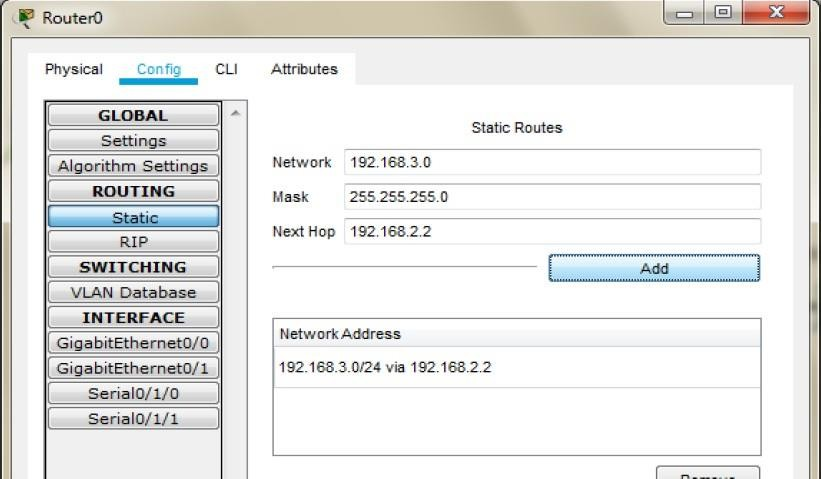 Router0
Physical Config CLI Attributes
GLOBAL
Settings
Algorithm Settings
ROUTING
Static
RIP
SWITCHING
VLAN Database
INTERFACE
GigabitEthernet0/0
GigabitEthernet0/1
Serial0/1/0
Serial0/1/1
Static Routes
Network 192.168.3.0
Mask 255.255.255.0
Next Hop 192.168.2.2
Add
Network Address
192.168.3.0/24 via 192.168.2.2
Remove